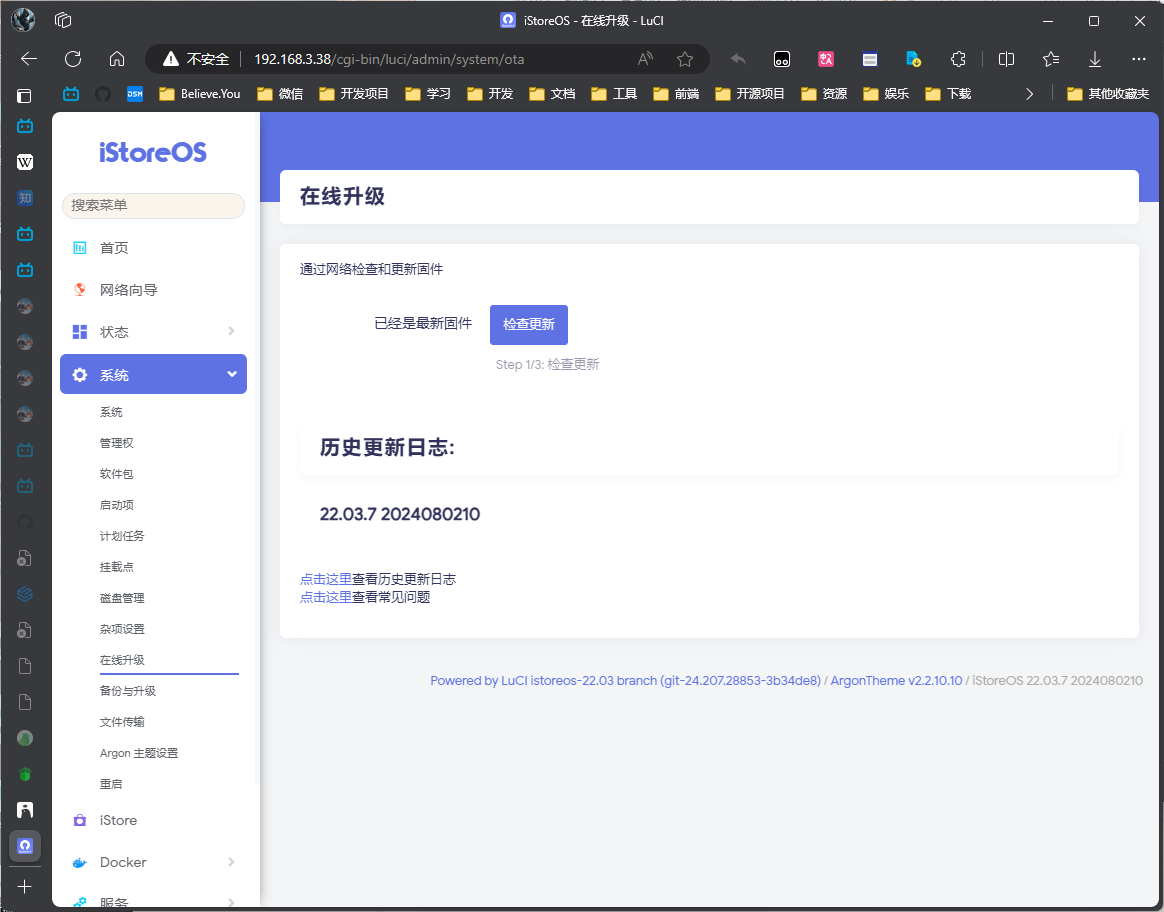 iStoreOS - 在线升级 - LuCI
不安全 192.168.3.38/cgi-bin/luci/admin/system/ota
DSM Believe.You 微信 开发项目 学习 开发 文档 工具 前端 开源项目 资源 娱乐 下载 其他收藏夹
W
知
iStoreOS
搜索菜单
首页
网络向导
状态
系统
系统
管理权
软件包
启动项
计划任务
挂载点
磁盘管理
杂项设置
在线升级
备份与升级
文件传输
Argon 主题设置
重启
iStore
Docker
服务
在线升级
通过网络检查和更新固件
已经是最新固件 检查更新
Step 1/3: 检查更新
历史更新日志:
22.03.7 2024080210
点击这里查看历史更新日志
点击这里查看常见问题
Powered by LuCI istoreos-22.03 branch (git-24.207.28853-3b34de8) / ArgonTheme v2.2.10.10 / iStoreOS 22.03.7 2024080210